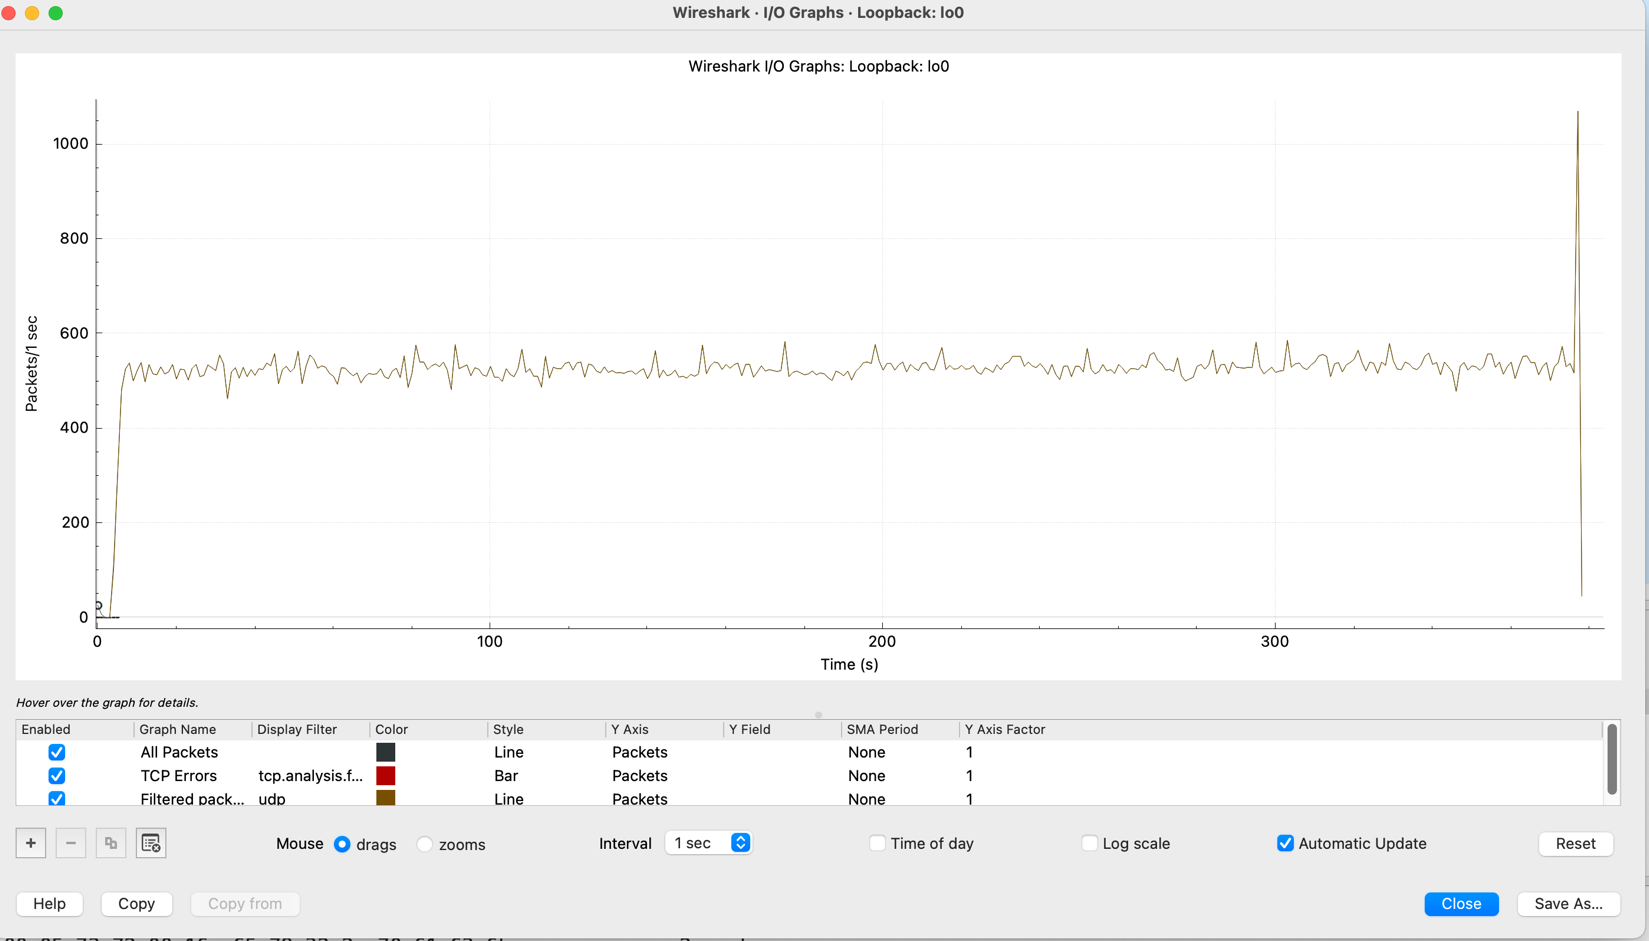 Wireshark · I/O Graphs · Loopback: lo0
Wireshark I/O Graphs: Loopback: lo0
1000
800
600
400
200
0
Packets/1 sec
0 100 200 300
Time (s)
Hover over the graph for details.
Enabled Graph Name Display Filter Color Style Y Axis Y Field SMA Period Y Axis Factor
All Packets Line Packets None 1
TCP Errors tcp.analysis.f... Bar Packets None 1
Filtered pack... udp Line Packets None 1
+ − Mouse drags zooms Interval 1 sec Time of day Log scale Automatic Update Reset
Help Copy Copy from Close Save As...